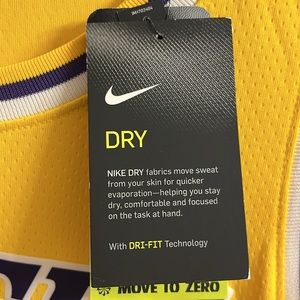 DRY
NIKE DRY fabrics move sweat
from your skin for quicker
evaporation—helping you stay
dry, comfortable and focused
on the task at hand.
With DRI-FIT Technology
MOVE TO ZERO